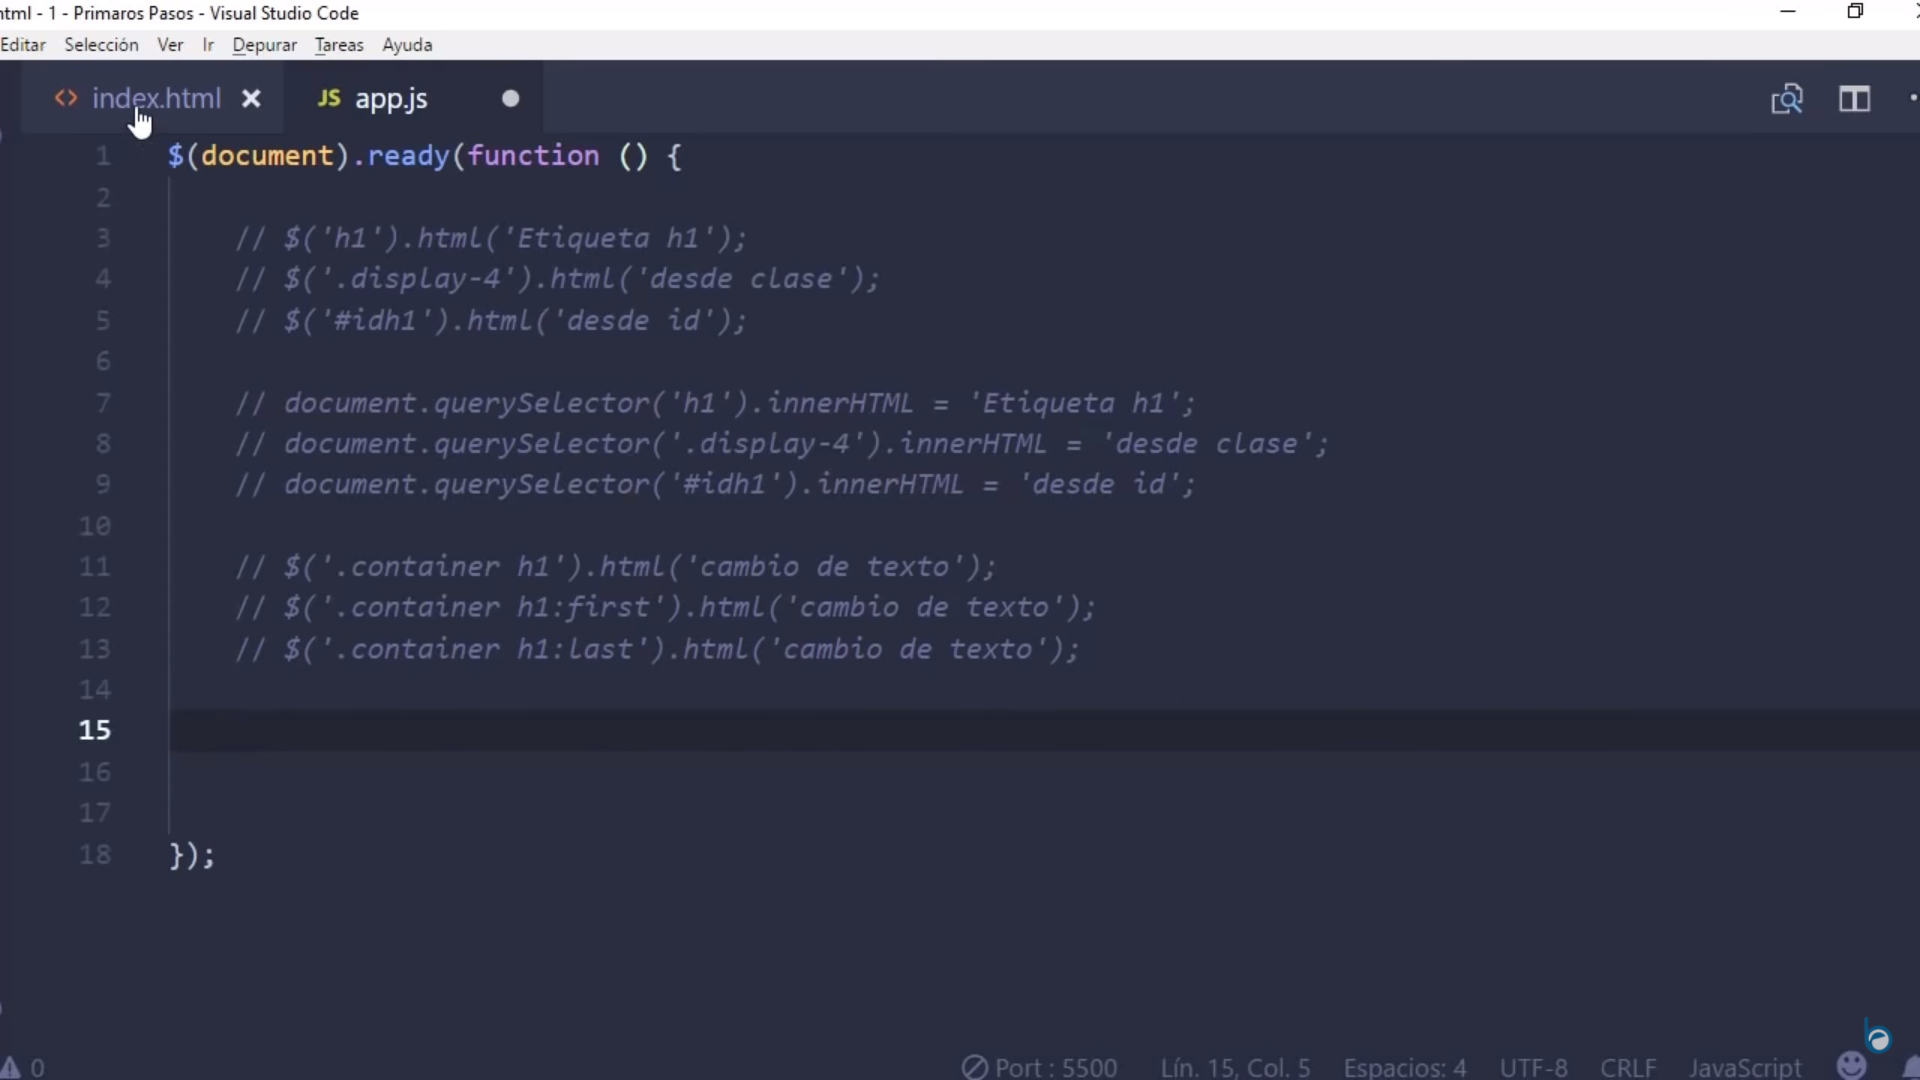 html - 1 - Primaros Pasos - Visual Studio Code
Editar Selección Ver Ir Depurar Tareas Ayuda
<> index.html × JS app.js ●
1 $(document).ready(function () {
2
3 // $('h1').html('Etiqueta h1');
4 // $('.display-4').html('desde clase');
5 // $('#idh1').html('desde id');
6
7 // document.querySelector('h1').innerHTML = 'Etiqueta h1';
8 // document.querySelector('.display-4').innerHTML = 'desde clase';
9 // document.querySelector('#idh1').innerHTML = 'desde id';
10
11 // $('.container h1').html('cambio de texto');
12 // $('.container h1:first').html('cambio de texto');
13 // $('.container h1:last').html('cambio de texto');
14
15
16
17
18 });
0 Port : 5500 Lín. 15, Col. 5 Espacios: 4 UTF-8 CRLF JavaScript